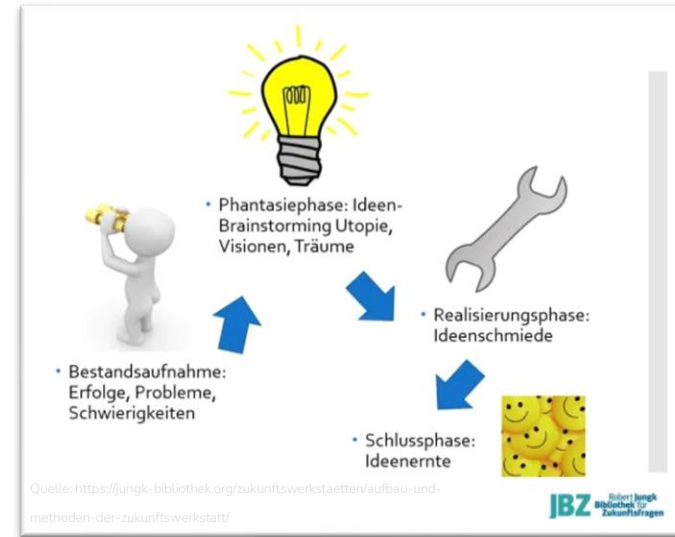 Phantasiephase: Ideen-
Brainstorming Utopie,
Visionen, Träume
Realisierungsphase:
Ideenschmiede
Bestandsaufnahme:
Erfolge, Probleme,
Schwierigkeiten
Schlussphase:
Ideenernte
Quelle: https://jungk-bibliothek.org/zukunftswerkstaetten/aufbau-und-
methoden-der-zukunftswerkstatt/
JBZ Robert Jungk
Bibliothek für
Zukunftsfragen